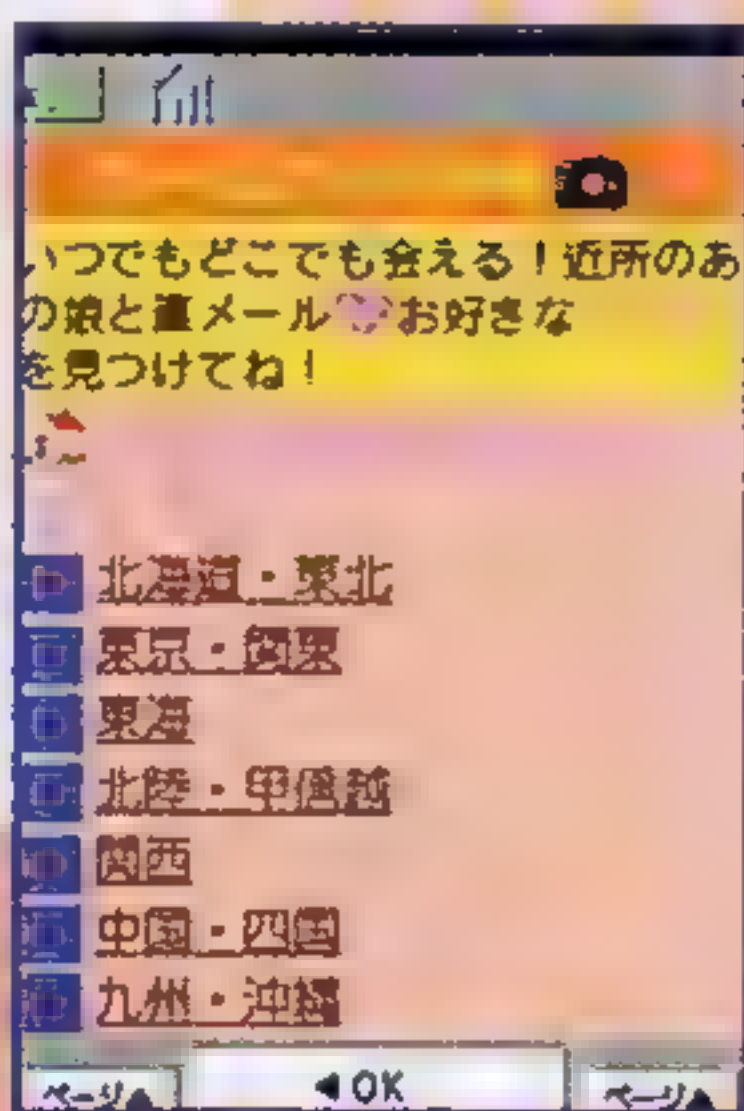 いつでもどこでも会える！近所のあ
の娘と直メール お好きな
を見つけてね！
北海道・東北
東京・関東
東海
北陸・甲信越
関西
中国・四国
九州・沖縄
ページ▲ ◀OK ページ▲